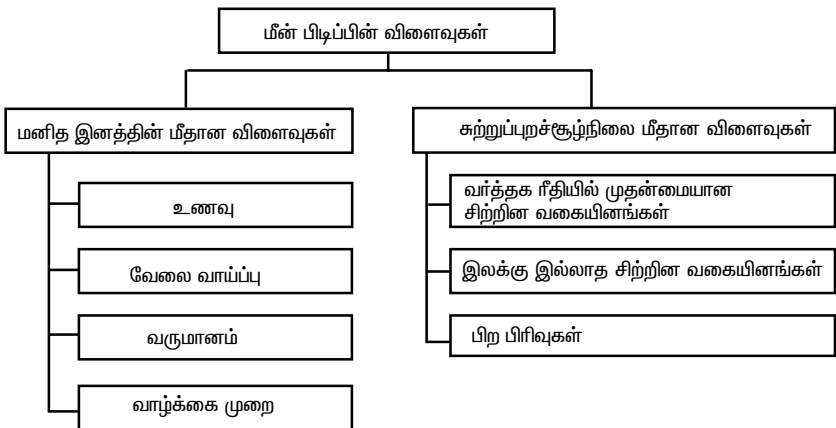 மீன் பிடிப்பின் விளைவுகள்
மனித இனத்தின் மீதான விளைவுகள்
உணவு
வேலை வாய்ப்பு
வருமானம்
வாழ்க்கை முறை
சுற்றுப்புறச்சூழ்நிலை மீதான விளைவுகள்
வர்த்தக ரீதியில் முதன்மையான
சிற்றின வகையினங்கள்
இலக்கு இல்லாத சிற்றின வகையினங்கள்
பிற பிரிவுகள்